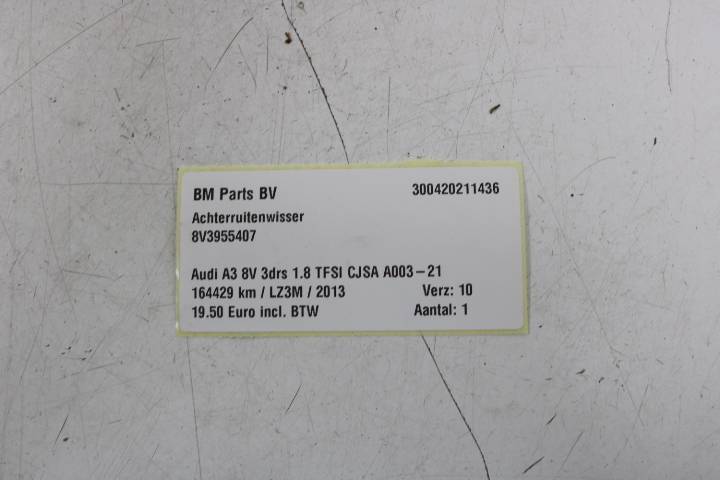 BM Parts BV 300420211436
Achterruitenwisser
8V3955407
Audi A3 8V 3drs 1.8 TFSI CJSA A003-21
164429 km / LZ3M / 2013 Verz: 10
19.50 Euro incl. BTW Aantal: 1